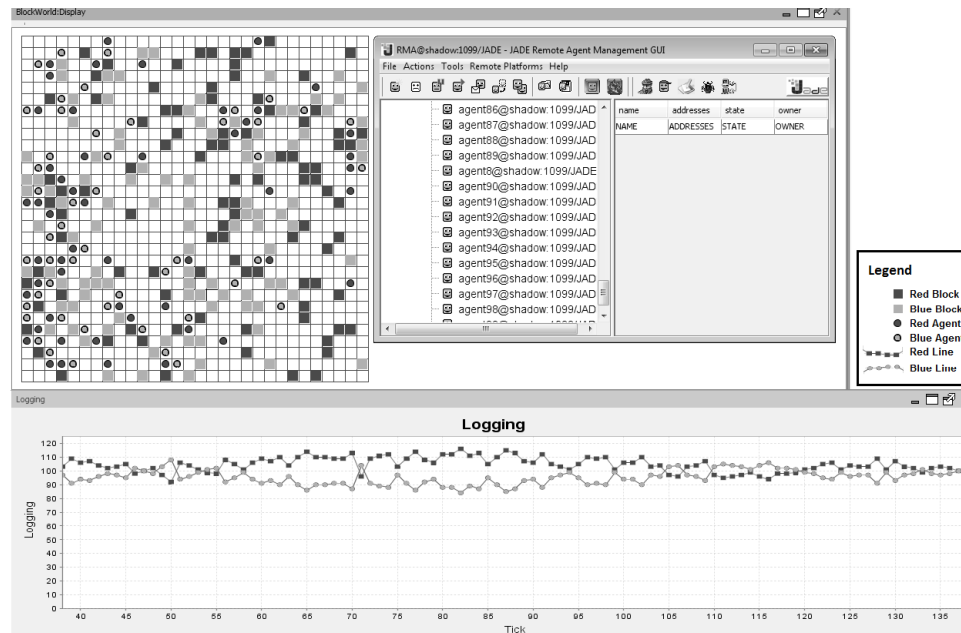 BlockWorld:Display
RMA@shadow:1099/JADE - JADE Remote Agent Management GUI
File Actions Tools Remote Platforms Help
Jade
agent86@shadow:1099/JAD
agent87@shadow:1099/JAD
agent88@shadow:1099/JAD
agent89@shadow:1099/JAD
agent8@shadow:1099/JADE
agent90@shadow:1099/JAD
agent91@shadow:1099/JAD
agent92@shadow:1099/JAD
agent93@shadow:1099/JAD
agent94@shadow:1099/JAD
agent95@shadow:1099/JAD
agent96@shadow:1099/JAD
agent97@shadow:1099/JAD
agent98@shadow:1099/JAD
name addresses state owner
NAME ADDRESSES STATE OWNER
Legend
Red Block
Blue Block
Red Agent
Blue Agent
Red Line
Blue Line
Logging
Logging
Logging
120
110
100
90
80
70
60
50
40
30
20
10
0
40 45 50 55 60 65 70 75 80 85 90 95 100 105 110 115 120 125 130 135
Tick